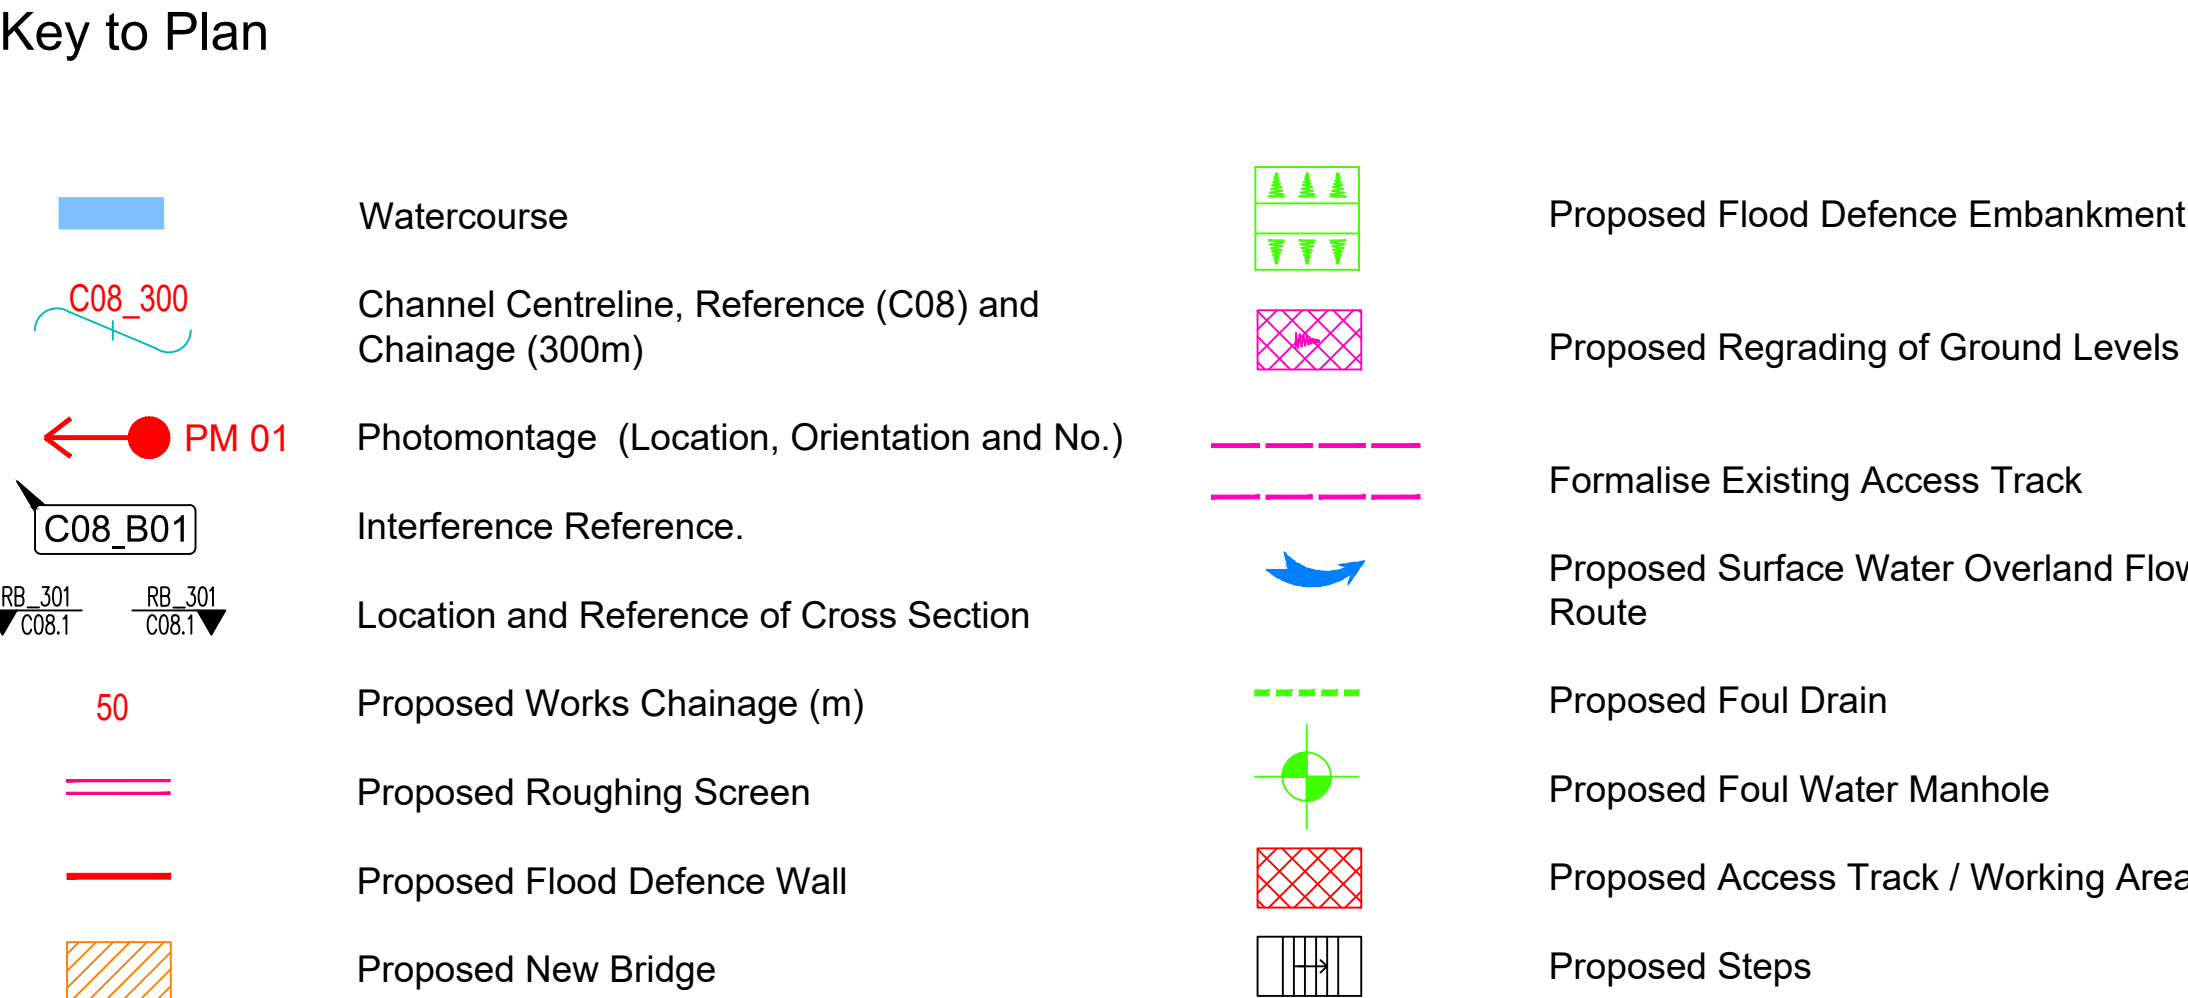 Key to Plan
Watercourse
C08_300
Channel Centreline, Reference (C08) and
Chainage (300m)
PM 01
Photomontage (Location, Orientation and No.)
C08_B01
Interference Reference.
RB_301
C08.1
RB_301
C08.1
Location and Reference of Cross Section
50
Proposed Works Chainage (m)
Proposed Roughing Screen
Proposed Flood Defence Wall
Proposed New Bridge
Proposed Flood Defence Embankment
Proposed Regrading of Ground Levels
Formalise Existing Access Track
Proposed Surface Water Overland Flow
Route
Proposed Foul Drain
Proposed Foul Water Manhole
Proposed Access Track / Working Area
Proposed Steps